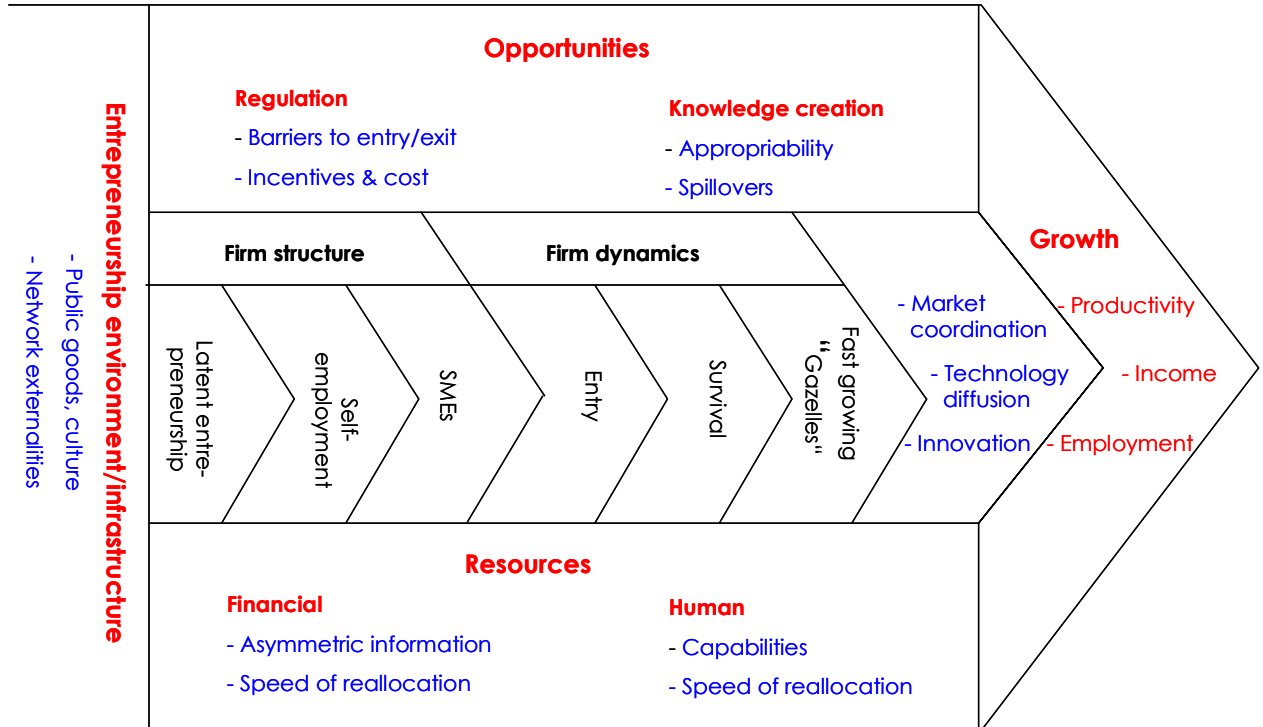 Entrepreneurship environment/infrastructure
- Public goods, culture
- Network externalities
Opportunities
Regulation
- Barriers to entry/exit
- Incentives & cost
Knowledge creation
- Appropriability
- Spillovers
Firm structure
Firm dynamics
Latent entre-
preneurship
Self-
employment
SMEs
Entry
Survival
Fast growing
“Gazelles“
- Market
coordination
- Technology
diffusion
- Innovation
Growth
- Productivity
- Income
- Employment
Resources
Financial
- Asymmetric information
- Speed of reallocation
Human
- Capabilities
- Speed of reallocation